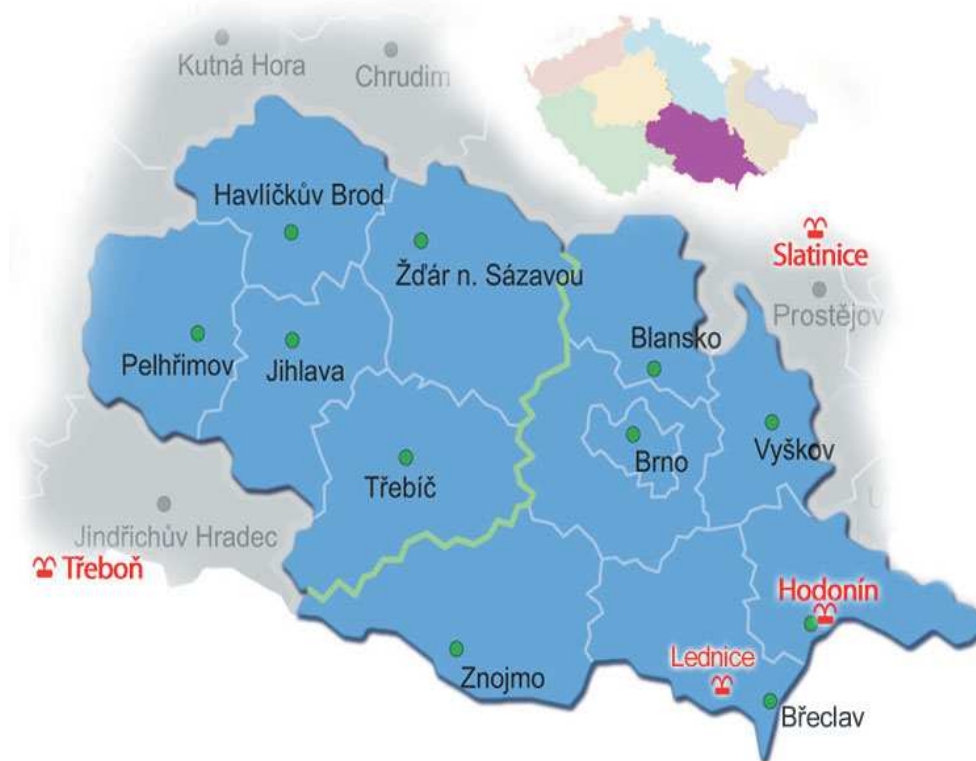 Kutná Hora
Chrudim
Havlíčkův Brod
Žďár n. Sázavou
Slatinice
Prostějov
Pelhřimov
Jihlava
Blansko
Třebíč
Brno
Vyškov
Jindřichův Hradec
Třeboň
Hodonín
Znojmo
Lednice
Břeclav